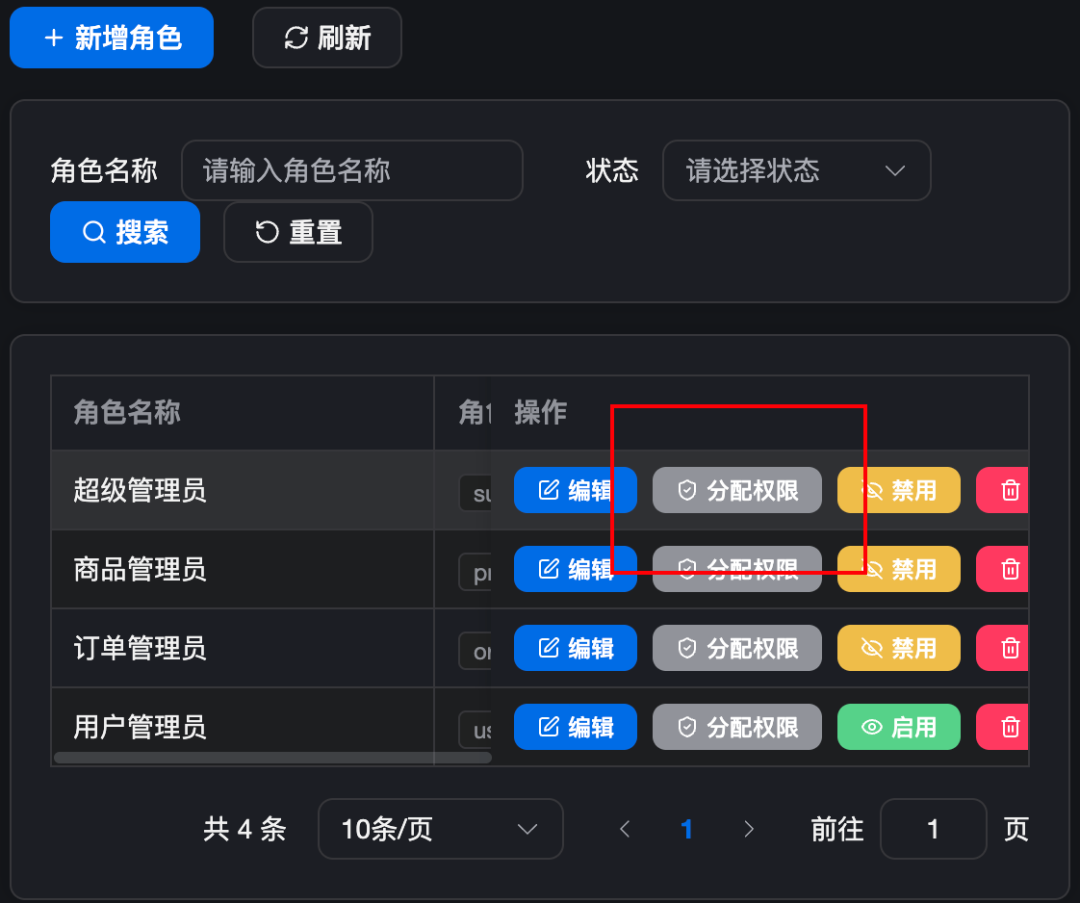 新增角色 刷新
角色名称 请输入角色名称 状态 请选择状态
搜索 重置
角色名称 操作
超级管理员 su 编辑 分配权限 禁用
商品管理员 pr 编辑 分配权限 禁用
订单管理员 or 编辑 分配权限 禁用
用户管理员 us 编辑 分配权限 启用
共 4 条 10条/页 1 前往 1 页